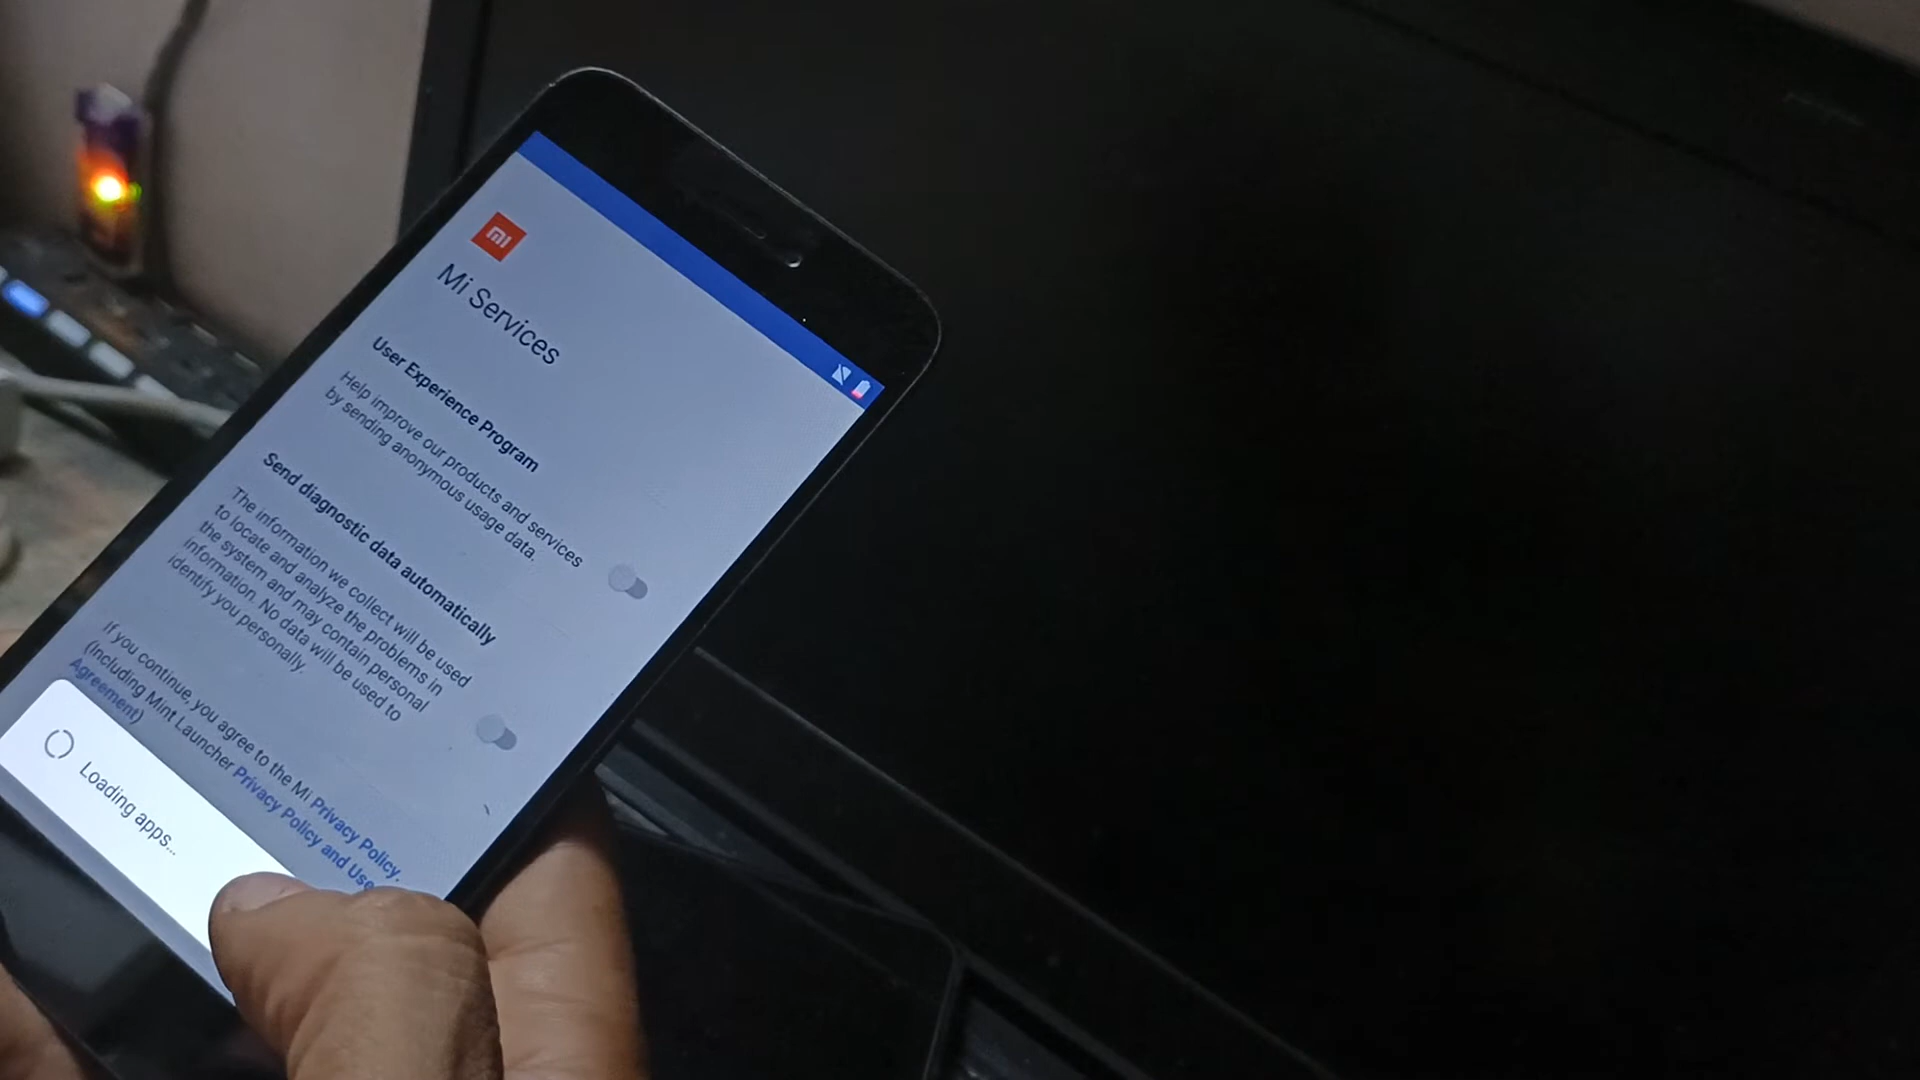 mi
Mi Services
User Experience Program
Help improve our products and services
by sending anonymous usage data.
Send diagnostic data automatically
The information we collect will be used
to locate and analyze the problems in
the system and may contain personal
information. No data will be used to
identify you personally.
If you continue, you agree to the Mi Privacy Policy.
(Including Mint Launcher Privacy Policy and Use
Agreement)
Loading apps...